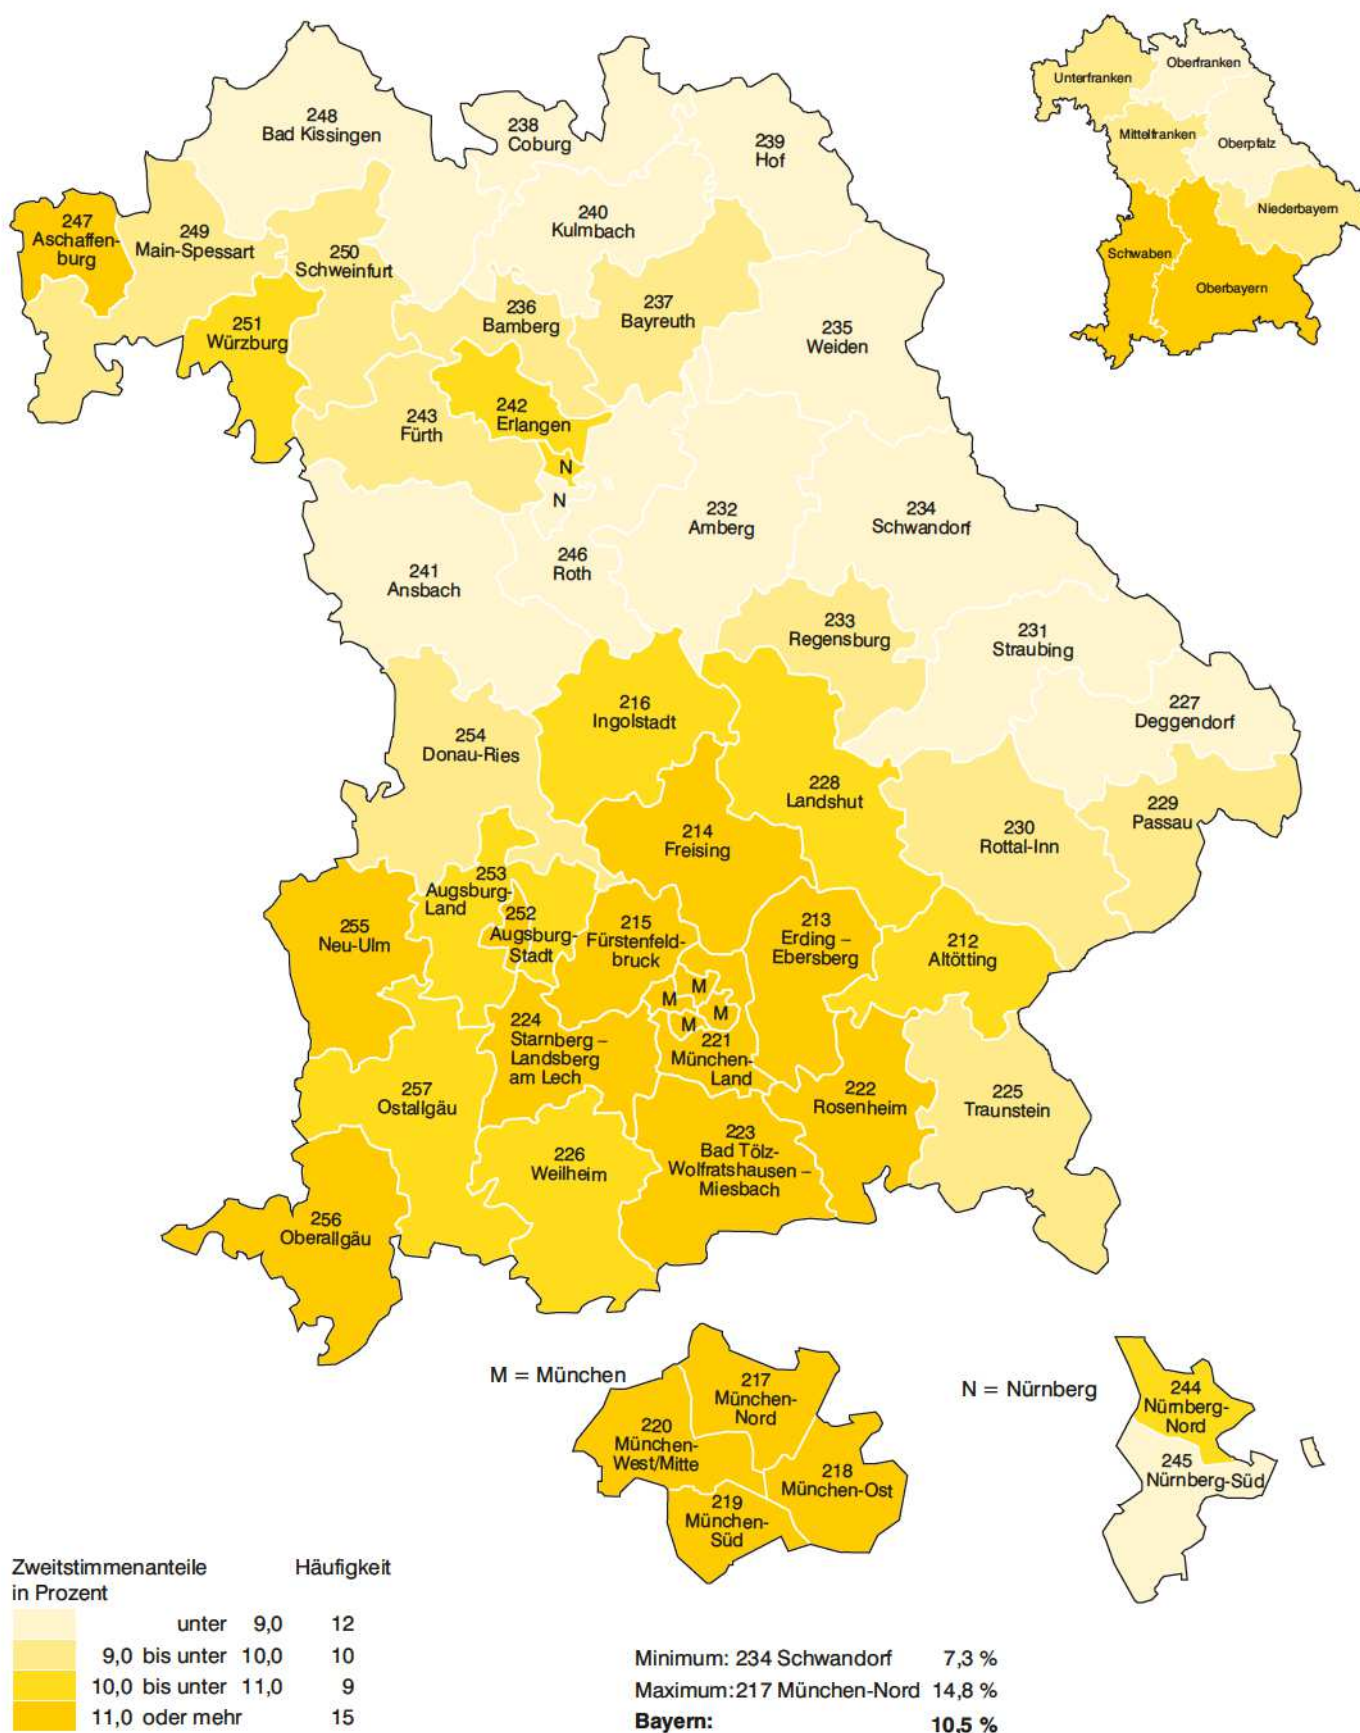 Oberfranken
Unterfranken
Mittelfranken
Oberpfalz
Niederbayern
Schwaben
Oberbayern
248
Bad Kissingen
238
Coburg
239
Hof
240
Kulmbach
247
Aschaffen-
burg
249
Main-Spessart
250
Schweinfurt
236
Bamberg
237
Bayreuth
235
Weiden
251
Würzburg
242
Erlangen
243
Fürth
N
N
232
Amberg
234
Schwandorf
246
Roth
241
Ansbach
233
Regensburg
231
Straubing
227
Deggendorf
216
Ingolstadt
254
Donau-Ries
228
Landshut
229
Passau
230
Rottal-Inn
214
Freising
253
Augsburg-
Land
252
Augsburg-
Stadt
215
Fürstenfeld-
bruck
213
Erding –
Ebersberg
212
Altötting
255
Neu-Ulm
M
M
M
M
224
Starnberg –
Landsberg
am Lech
221
München-
Land
222
Rosenheim
225
Traunstein
257
Ostallgäu
226
Weilheim
223
Bad Tölz-
Wolfratshausen –
Miesbach
256
Oberallgäu
M = München
217
München-
Nord
220
München-
West/Mitte
218
München-Ost
219
München-
Süd
N = Nürnberg
244
Nürnberg-
Nord
245
Nürnberg-Süd
Zweitstimmenanteile Häufigkeit
in Prozent
unter 9,0 12
9,0 bis unter 10,0 10
10,0 bis unter 11,0 9
11,0 oder mehr 15
Minimum: 234 Schwandorf 7,3 %
Maximum:217 München-Nord 14,8 %
Bayern: 10,5 %